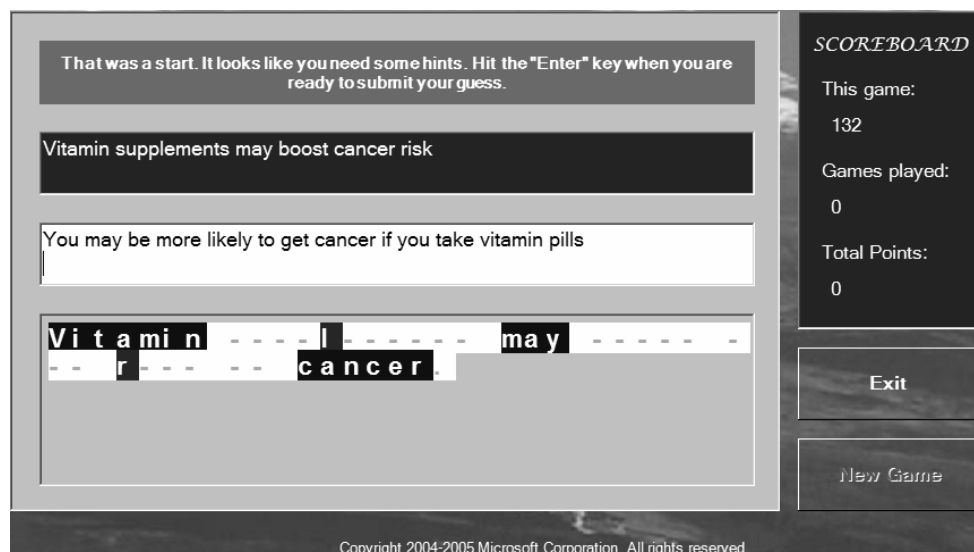 That was a start. It looks like you need some hints. Hit the "Enter" key when you are
ready to submit your guess.
Vitamin supplements may boost cancer risk
You may be more likely to get cancer if you take vitamin pills
Vitamin ----l------ may ----- -
-- r--- -- cancer.
SCOREBOARD
This game:
132
Games played:
0
Total Points:
0
Exit
New Game
Copyright 2004-2005 Microsoft Corporation. All rights reserved